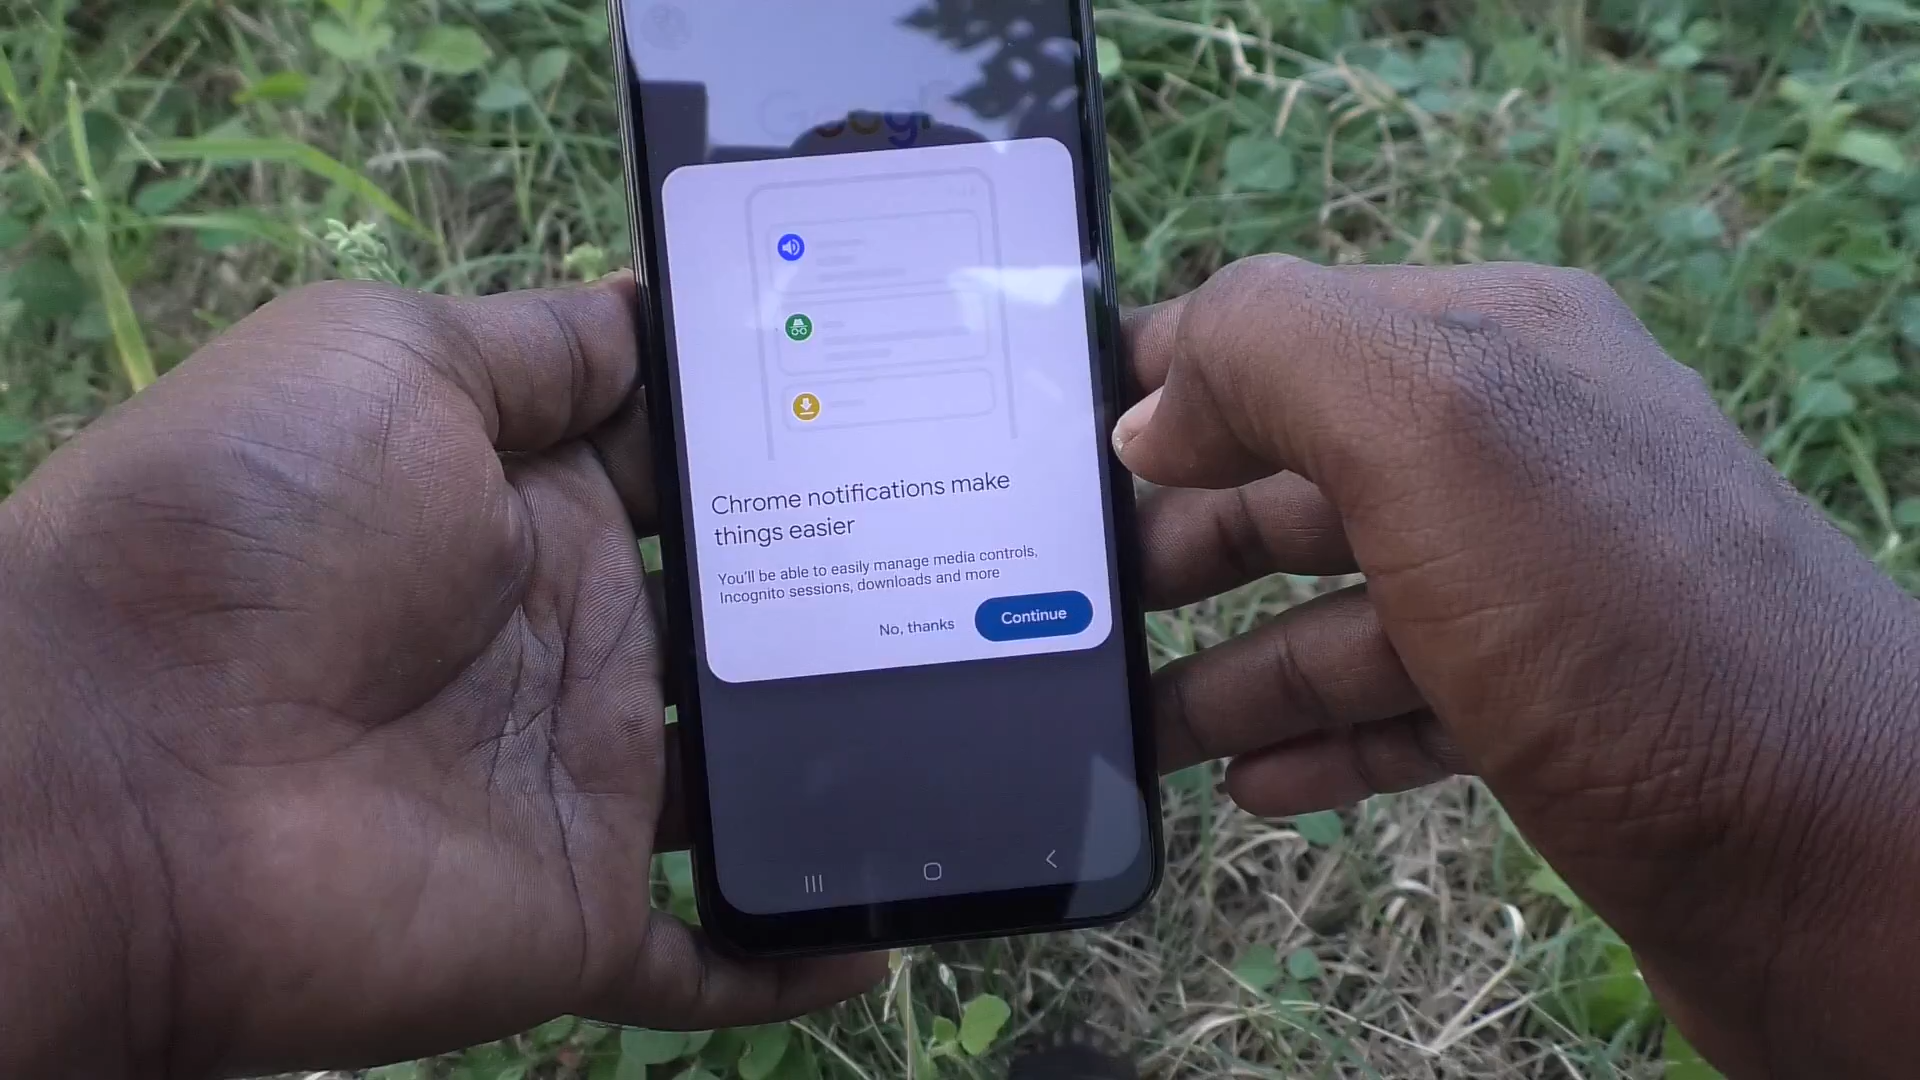 Google
Chrome notifications make
things easier
You'll be able to easily manage media controls,
Incognito sessions, downloads and more
No, thanks
Continue